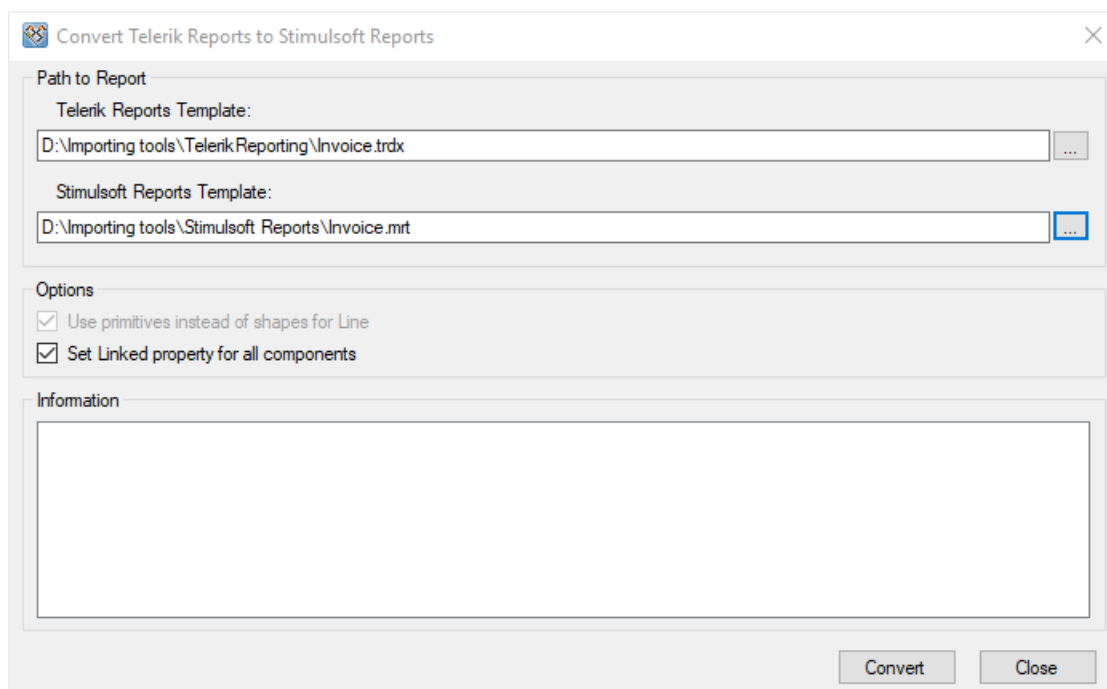 Convert Telerik Reports to Stimulsoft Reports
Path to Report
Telerik Reports Template:
D:\Importing tools\TelerikReporting\Invoice.trdx
...
Stimulsoft Reports Template:
D:\Importing tools\Stimulsoft Reports\Invoice.mrt
...
Options
Use primitives instead of shapes for Line
Set Linked property for all components
Information
Convert Close